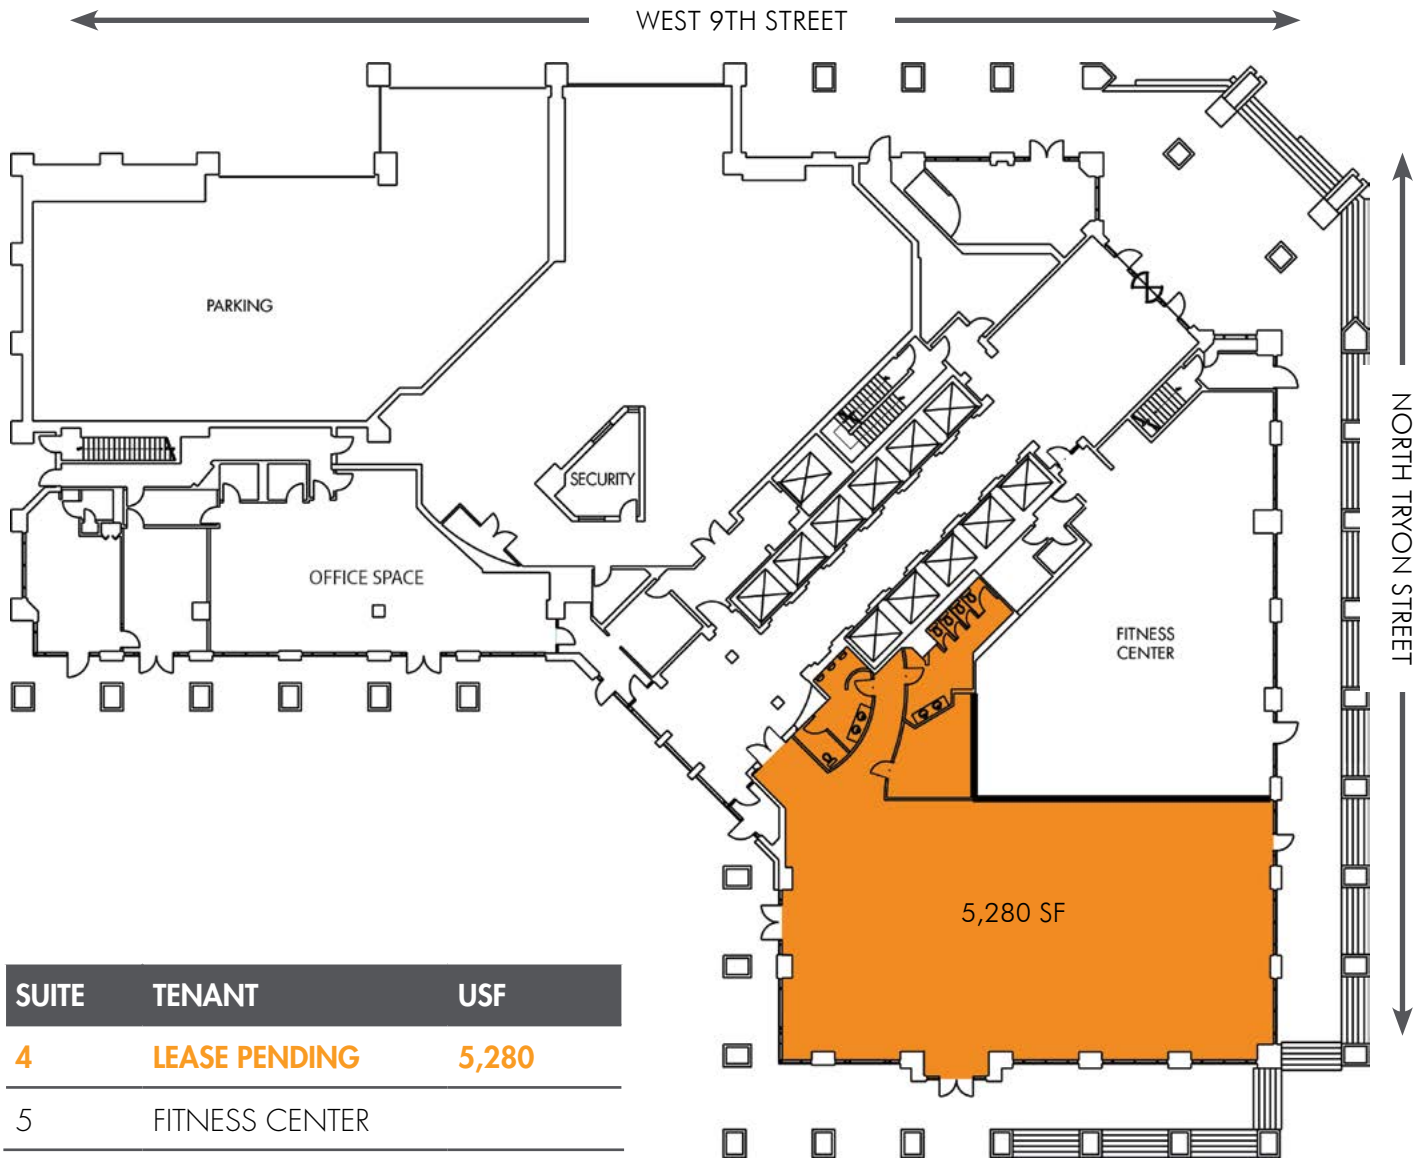 WEST 9TH STREET
NORTH TRYON STREET
PARKING
SECURITY
OFFICE SPACE
FITNESS
CENTER
5,280 SF
SUITE TENANT USF
4 LEASE PENDING 5,280
5 FITNESS CENTER